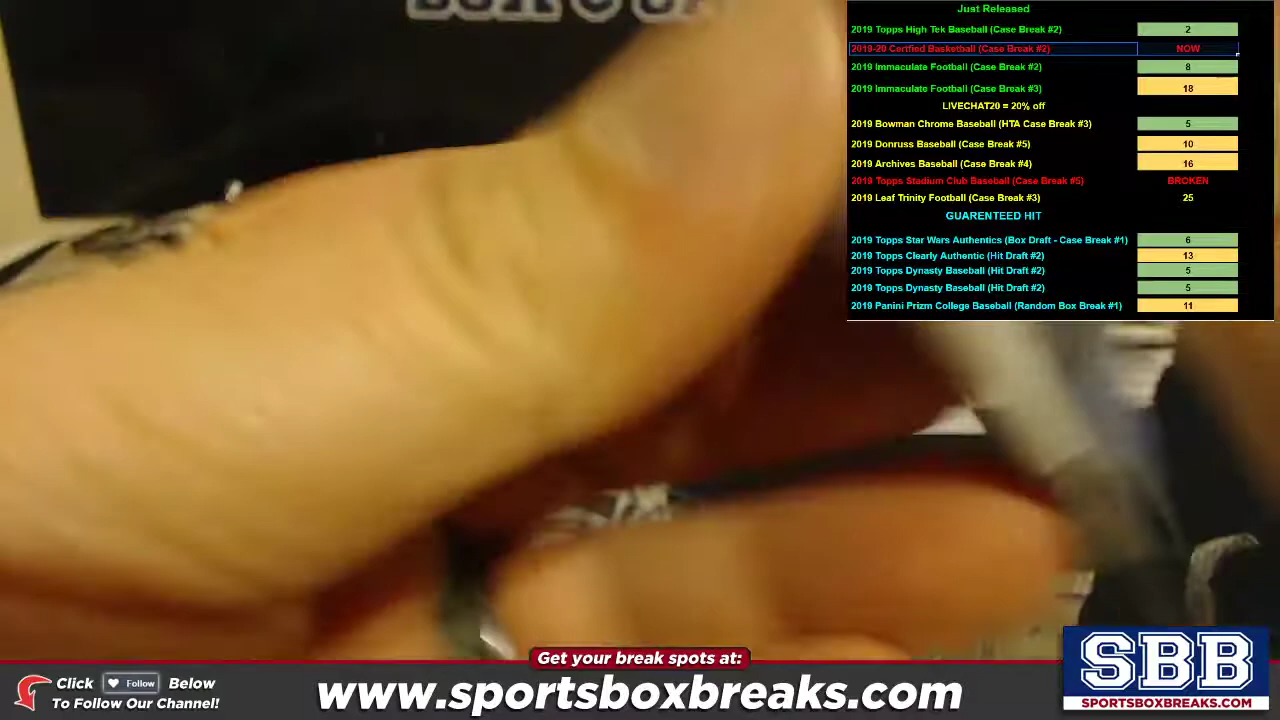 Just Released
2019 Topps High Tek Baseball (Case Break #2) 2
2019-20 Certfied Basketball (Case Break #2) NOW
2019 Immaculate Football (Case Break #2) 8
2019 Immaculate Football (Case Break #3) 18
LIVECHAT20 = 20% off
2019 Bowman Chrome Baseball (HTA Case Break #3) 5
2019 Donruss Baseball (Case Break #5) 10
2019 Archives Baseball (Case Break #4) 16
2019 Topps Stadium Club Baseball (Case Break #5) BROKEN
2019 Leaf Trinity Football (Case Break #3) 25
GUARENTEED HIT
2019 Topps Star Wars Authentics (Box Draft - Case Break #1) 6
2019 Topps Clearly Authentic (Hit Draft #2) 13
2019 Topps Dynasty Baseball (Hit Draft #2) 5
2019 Topps Dynasty Baseball (Hit Draft #2) 5
2019 Panini Prizm College Baseball (Random Box Break #1) 11
Get your break spots at:
www.sportsboxbreaks.com
Click Follow Below
To Follow Our Channel!
SBB
SPORTSBOXBREAKS.COM